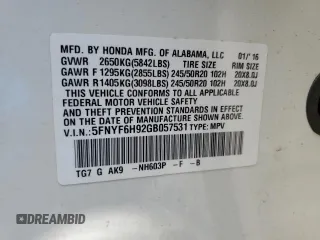 MFD. BY HONDA MFG. OF ALABAMA, LLC 01/'16
GVWR 2650KG(5842LBS) TIRE SIZE RIM SIZE
GAWR F 1295KG(2855LBS) 245/50R20 102H 20X8.0J
GAWR R 1405KG(3098LBS) 245/50R20 102H 20X8.0J
THIS VEHICLE CONFORMS TO ALL APPLICABLE
FEDERAL MOTOR VEHICLE SAFETY, BUMPER,
AND THEFT PREVENTION STANDARDS IN EFFECT ON
THE DATE OF MANUFACTURE SHOWN ABOVE.
V.I.N.: 5FNYF6H92GB057531 TYPE: MPV
TG7 G AK9 -NH603P -F -B